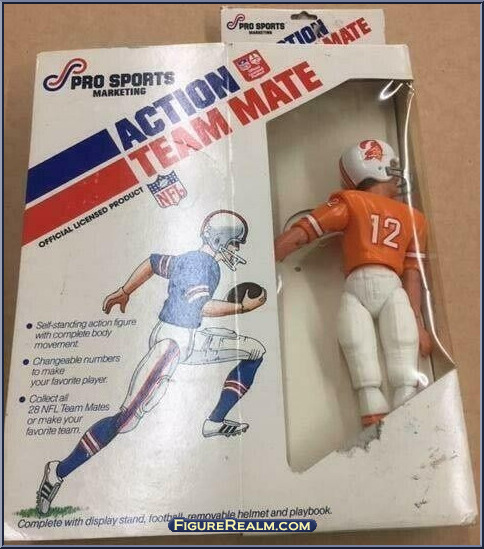 PRO SPORTS
MARKETING
ACTION
TEAM MATE
PRO SPORTS
MARKETING
ACTION
TEAM MATE
OFFICIAL LICENSED PRODUCT
NFL
12
• Self-standing action figure
with complete body
movement.
• Changeable numbers
to make
your favorite player.
• Collect all
28 NFL Team Mates
or make your
favorite team.
Complete with display stand, football, removable helmet and playbook.
FIGUREREALM.COM